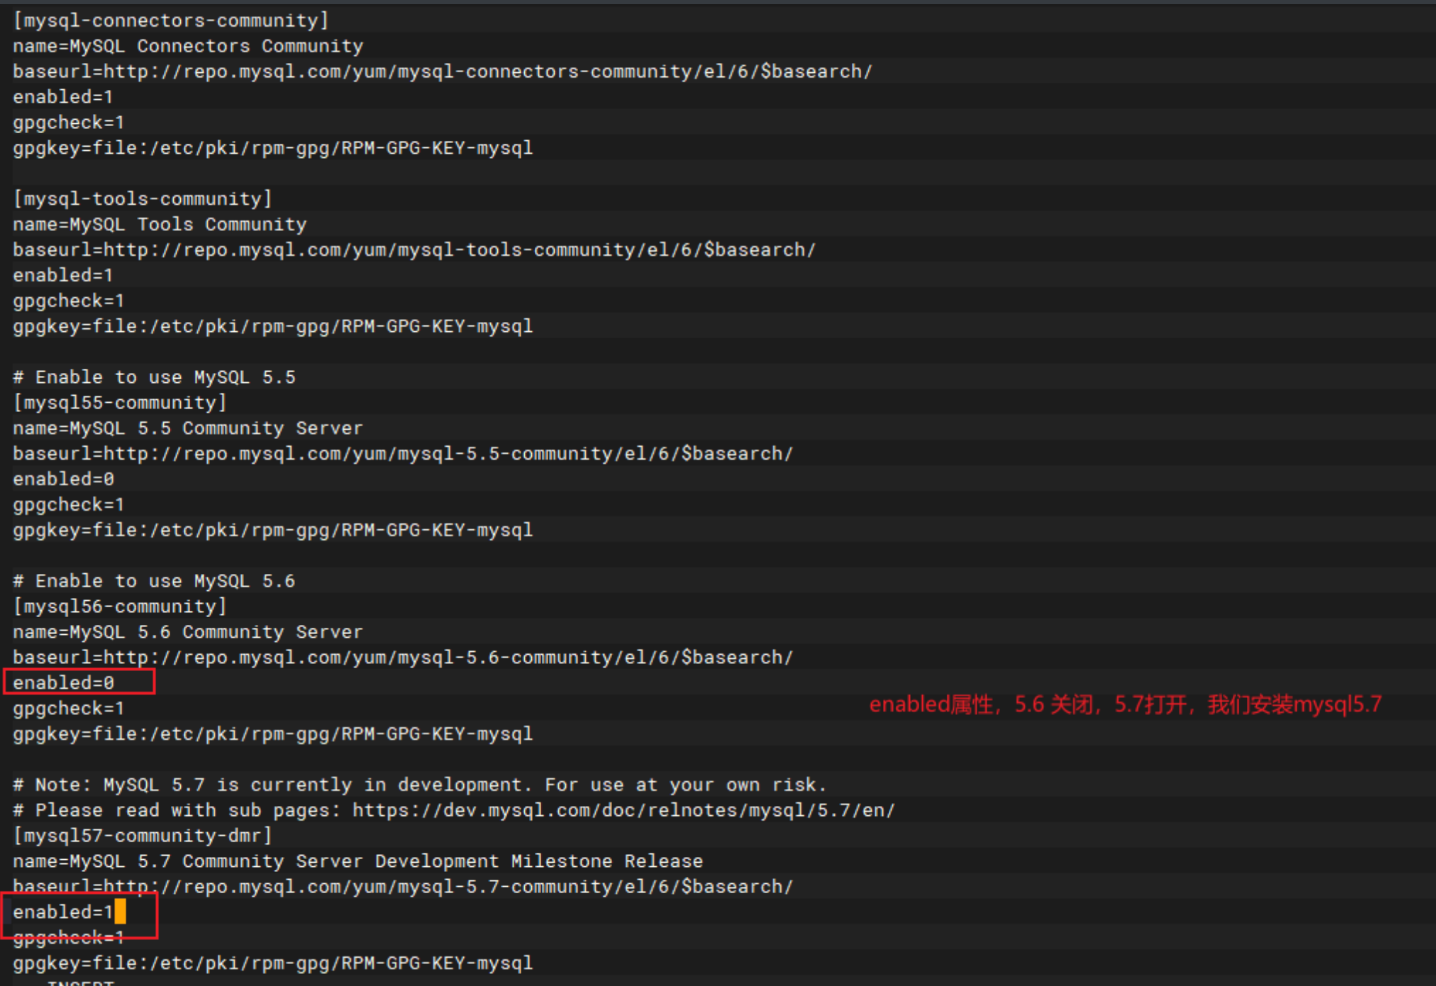 [mysql-connectors-community]
name=MySQL Connectors Community
baseurl=http://repo.mysql.com/yum/mysql-connectors-community/el/6/$basearch/
enabled=1
gpgcheck=1
gpgkey=file:/etc/pki/rpm-gpg/RPM-GPG-KEY-mysql
[mysql-tools-community]
name=MySQL Tools Community
baseurl=http://repo.mysql.com/yum/mysql-tools-community/el/6/$basearch/
enabled=1
gpgcheck=1
gpgkey=file:/etc/pki/rpm-gpg/RPM-GPG-KEY-mysql
# Enable to use MySQL 5.5
[mysql55-community]
name=MySQL 5.5 Community Server
baseurl=http://repo.mysql.com/yum/mysql-5.5-community/el/6/$basearch/
enabled=0
gpgcheck=1
gpgkey=file:/etc/pki/rpm-gpg/RPM-GPG-KEY-mysql
# Enable to use MySQL 5.6
[mysql56-community]
name=MySQL 5.6 Community Server
baseurl=http://repo.mysql.com/yum/mysql-5.6-community/el/6/$basearch/
enabled=0
enabled属性，5.6 关闭，5.7打开，我们安装mysql5.7
gpgcheck=1
gpgkey=file:/etc/pki/rpm-gpg/RPM-GPG-KEY-mysql
# Note: MySQL 5.7 is currently in development. For use at your own risk.
# Please read with sub pages: https://dev.mysql.com/doc/relnotes/mysql/5.7/en/
[mysql57-community-dmr]
name=MySQL 5.7 Community Server Development Milestone Release
baseurl=http://repo.mysql.com/yum/mysql-5.7-community/el/6/$basearch/
enabled=1
gpgcheck=1
gpgkey=file:/etc/pki/rpm-gpg/RPM-GPG-KEY-mysql
INSERT